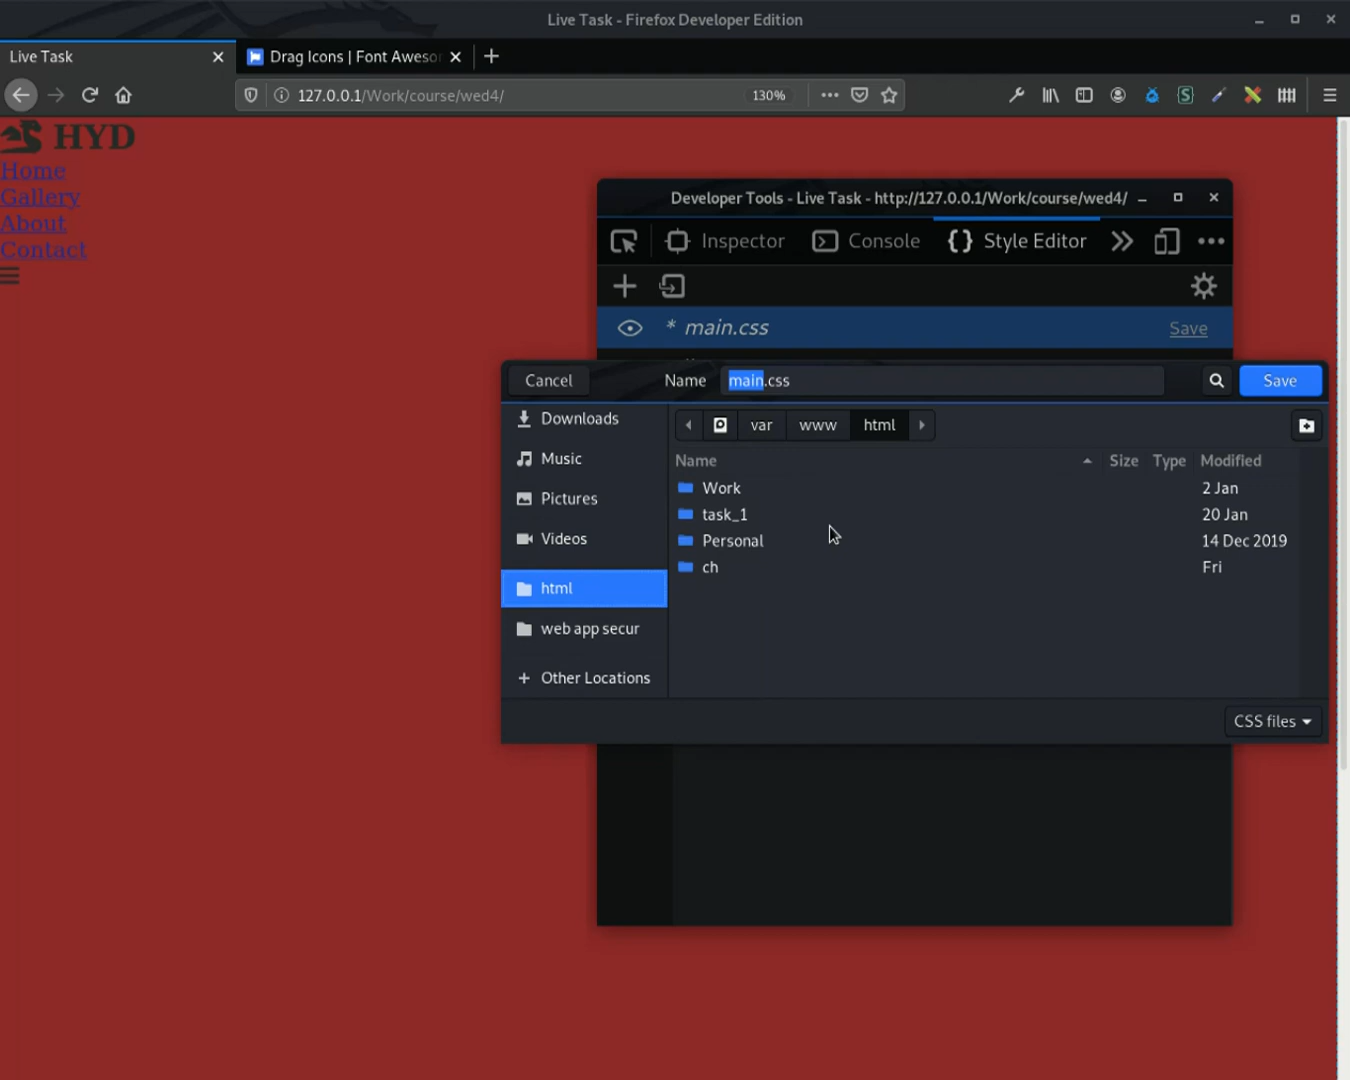 Live Task - Firefox Developer Edition
Live Task
Drag Icons | Font Aweso
127.0.0.1/Work/course/wed4/
130%
HYD
Home
Gallery
About
Contact
Developer Tools - Live Task - http://127.0.0.1/Work/course/wed4/
Inspector
Console
{ } Style Editor
* main.css
Save
Cancel
Name
main.css
Save
Downloads
Music
Pictures
Videos
html
web app secur
+ Other Locations
var
www
html
Name
Size
Type
Modified
Work
2 Jan
task_1
20 Jan
Personal
14 Dec 2019
ch
Fri
CSS files